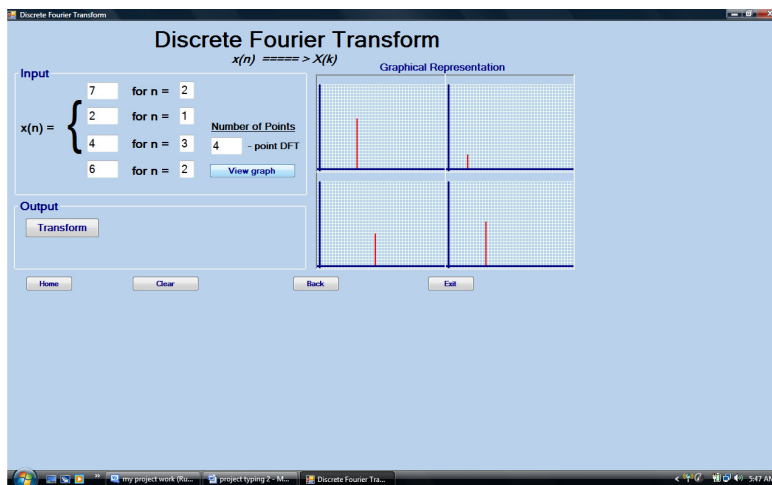 Discrete Fourier Transform
Discrete Fourier Transform
x(n) ===== > X(k)
Input
x(n) = {
7 for n = 2
2 for n = 1
4 for n = 3
6 for n = 2
Number of Points
4 - point DFT
View graph
Graphical Representation
Output
Transform
Home Clear Back Exit
my project work (Ru... project typing 2 - M... Discrete Fourier Tra... 5:47 AM